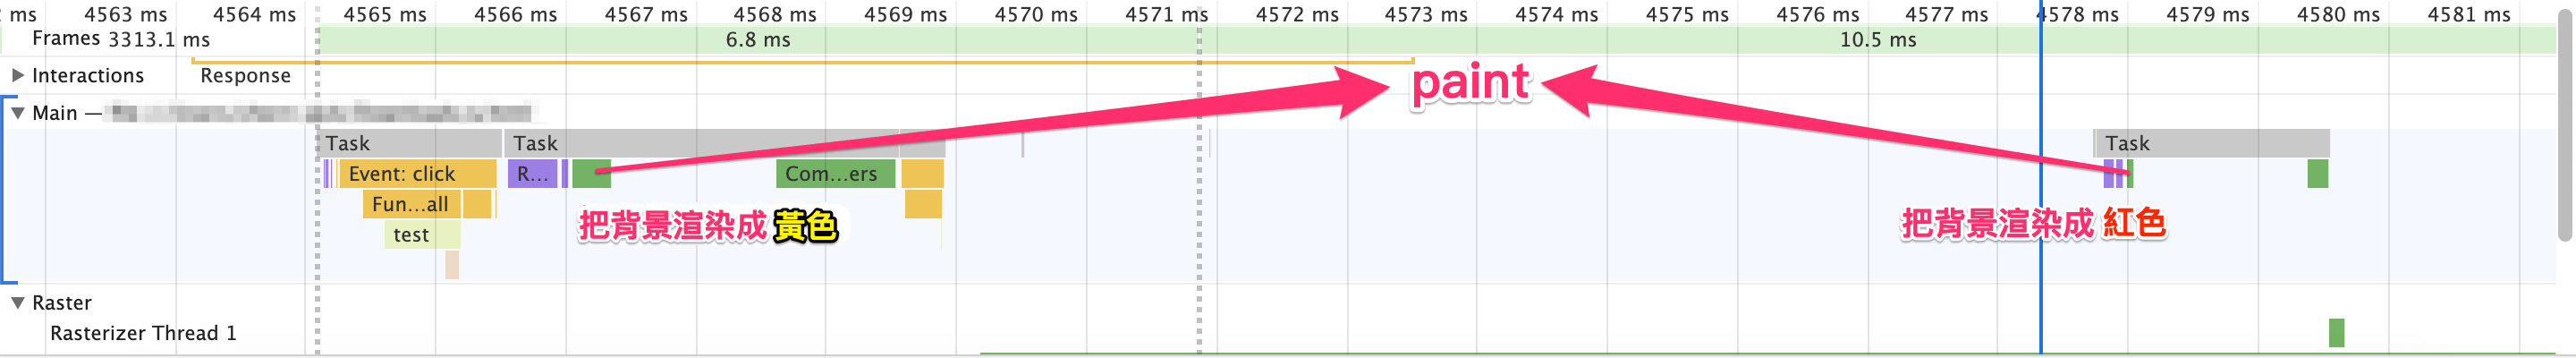 ms 4563 ms 4564 ms 4565 ms 4566 ms 4567 ms 4568 ms 4569 ms 4570 ms 4571 ms 4572 ms 4573 ms 4574 ms 4575 ms 4576 ms 4577 ms 4578 ms 4579 ms 4580 ms 4581 ms
Frames 3313.1 ms 6.8 ms 10.5 ms
Interactions Response
paint
Main —
Task Task Task
Event: click R... Com...ers
Fun...all
把背景渲染成 黃色 把背景渲染成 紅色
test
Raster
Rasterizer Thread 1